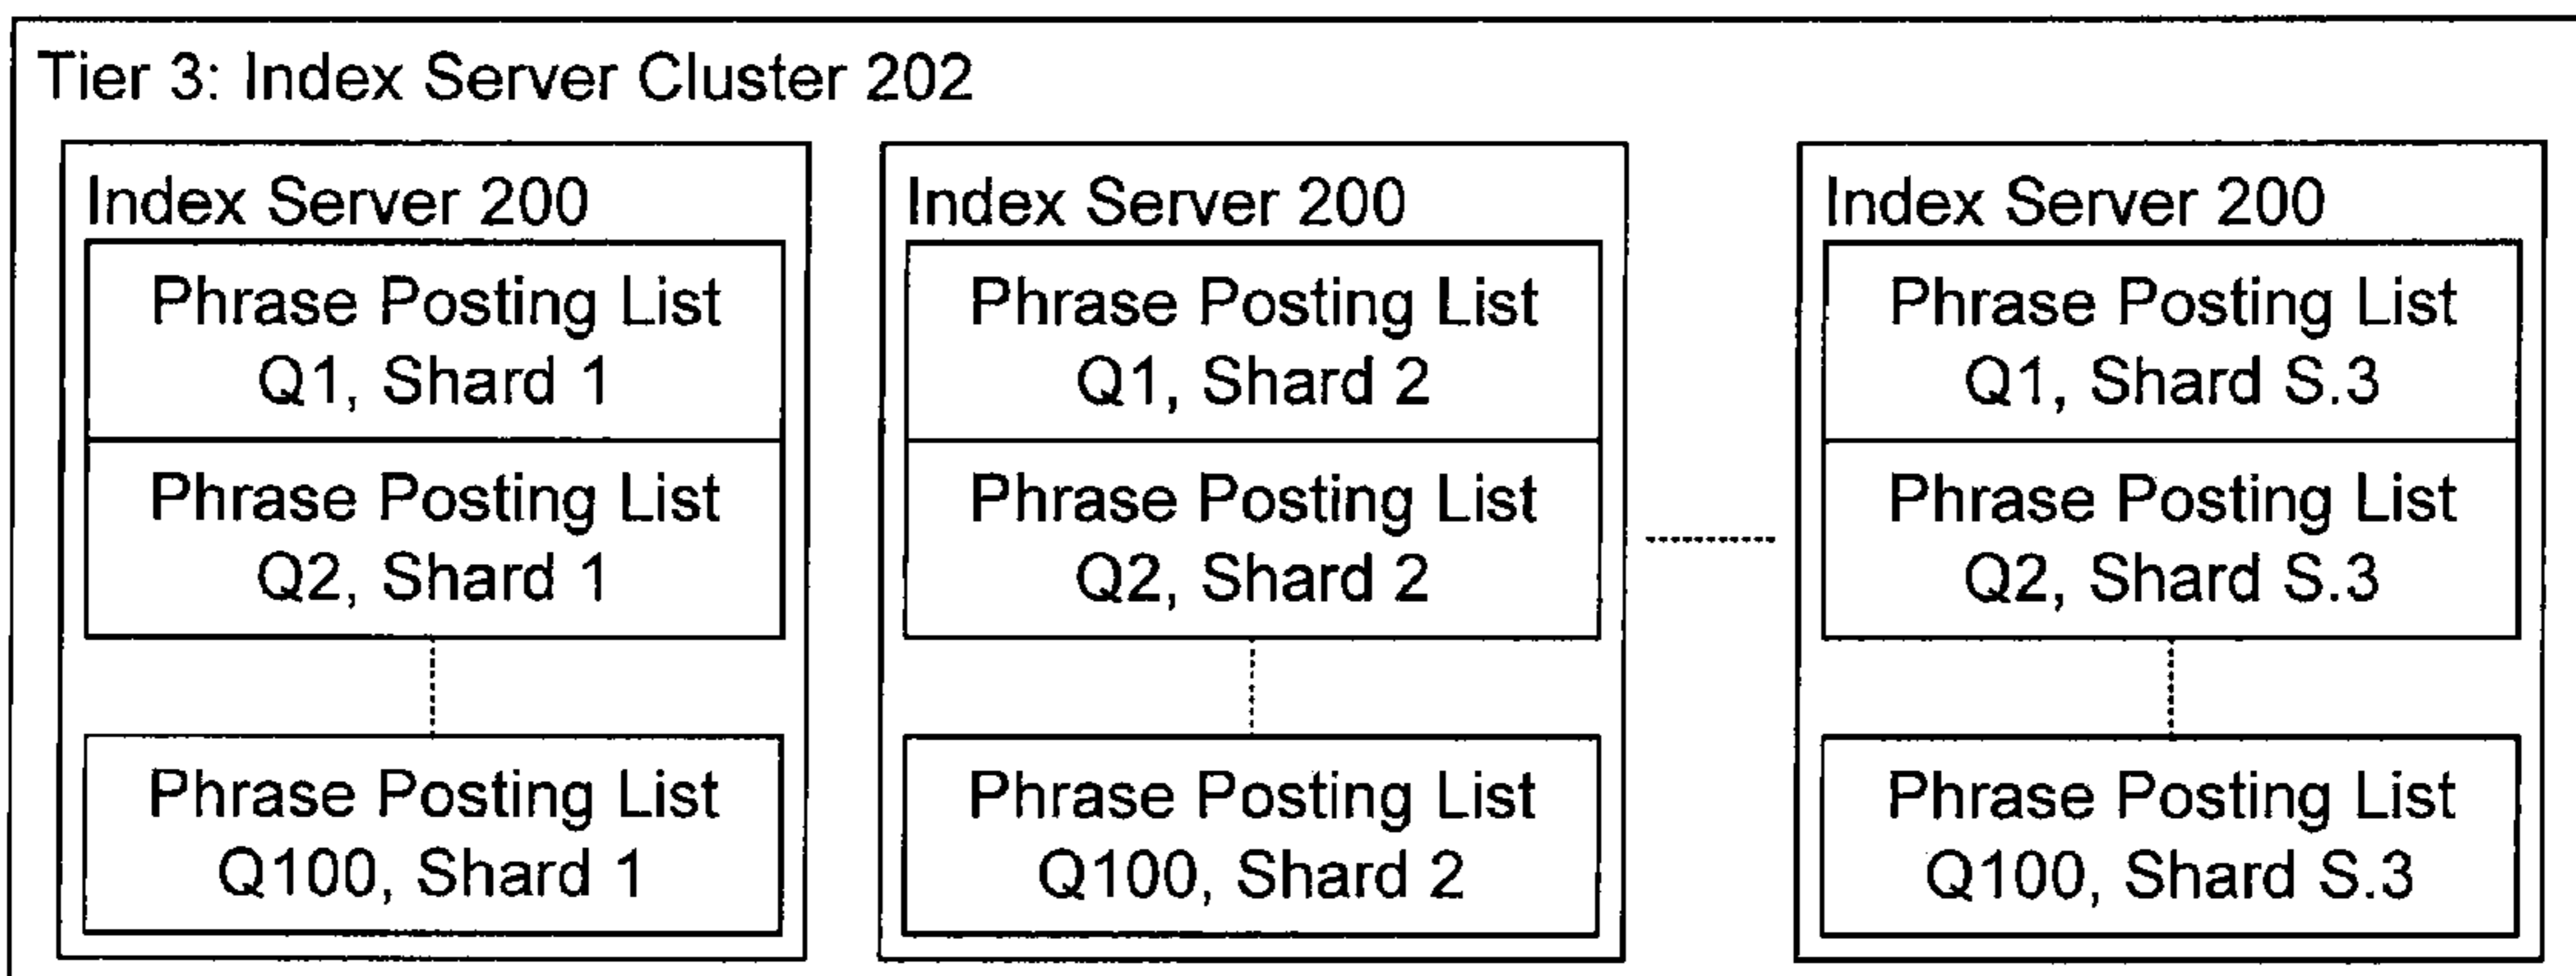 Tier 3: Index Server Cluster 202
Index Server 200
Phrase Posting List
Q1, Shard 1
Phrase Posting List
Q2, Shard 1
Phrase Posting List
Q100, Shard 1
Index Server 200
Phrase Posting List
Q1, Shard 2
Phrase Posting List
Q2, Shard 2
Phrase Posting List
Q100, Shard 2
Index Server 200
Phrase Posting List
Q1, Shard S.3
Phrase Posting List
Q2, Shard S.3
Phrase Posting List
Q100, Shard S.3